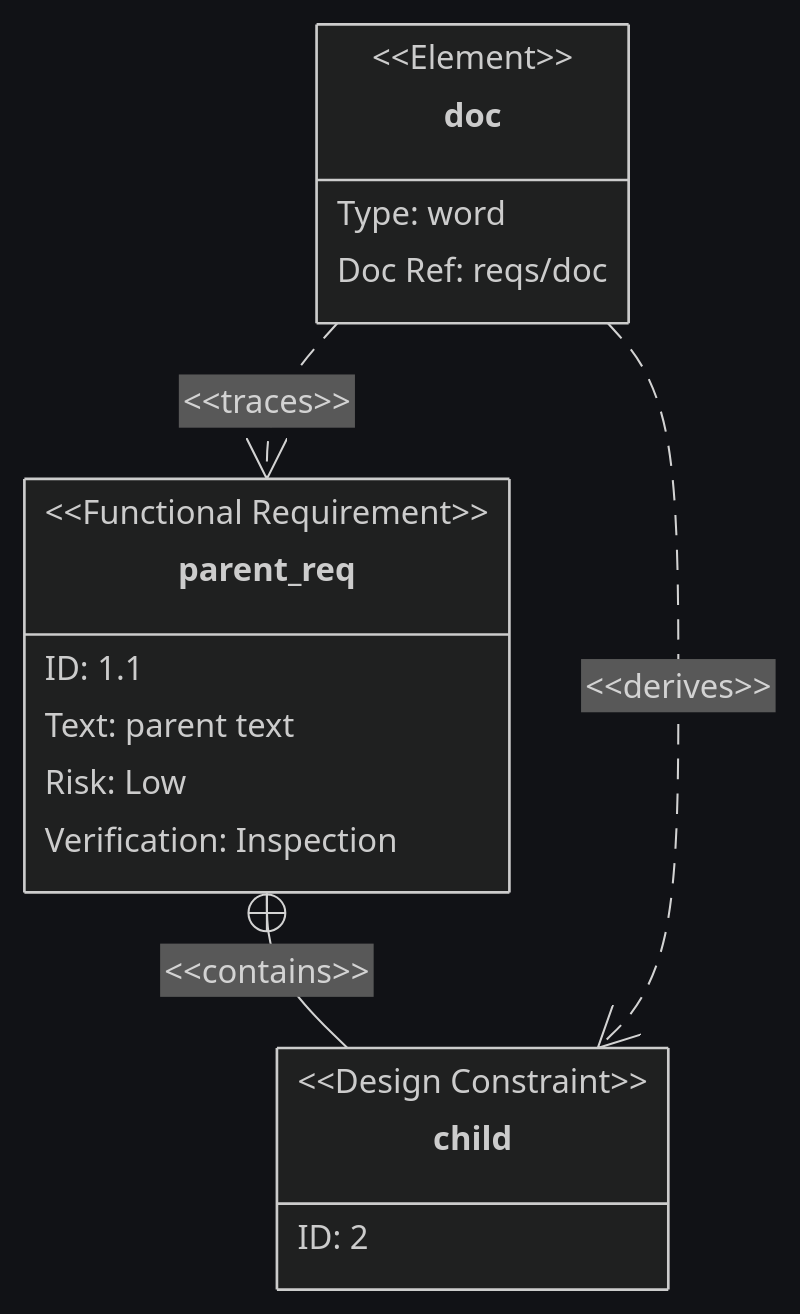 <<Element>>
doc
Type: word
Doc Ref: reqs/doc
<<traces>>
<<Functional Requirement>>
parent_req
ID: 1.1
Text: parent text
Risk: Low
Verification: Inspection
<<derives>>
<<contains>>
<<Design Constraint>>
child
ID: 2